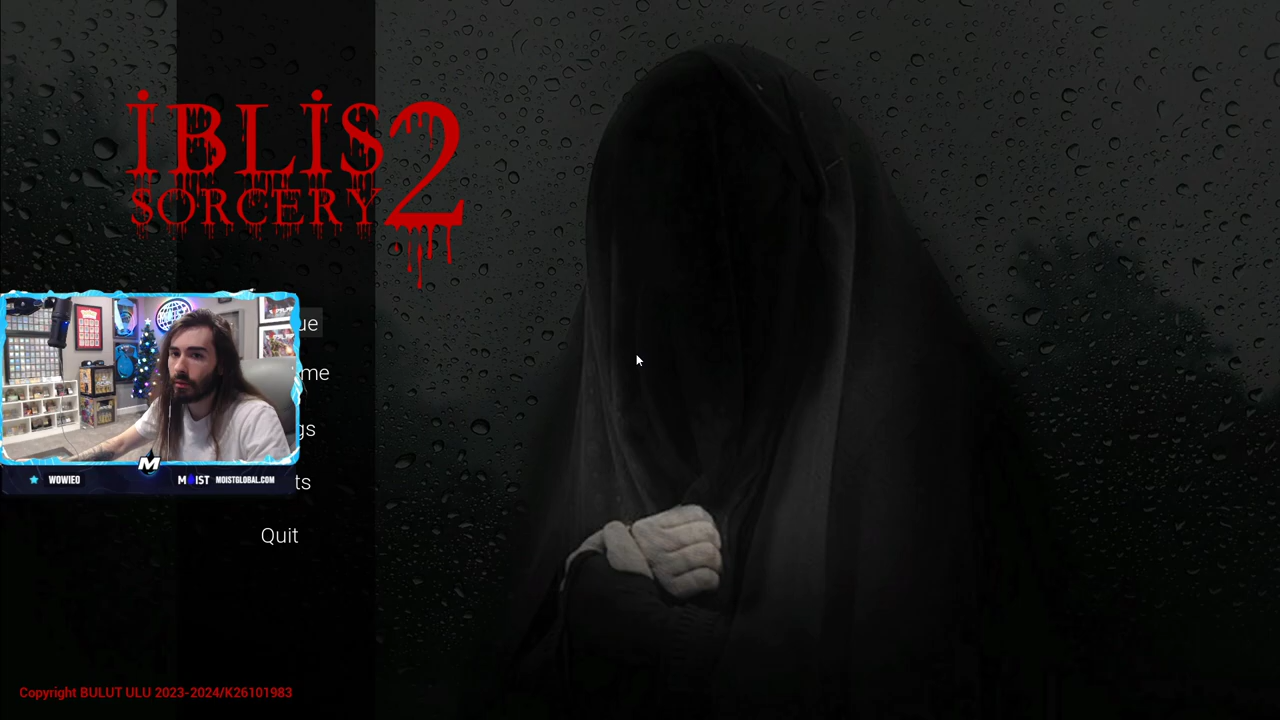 İBLİS 2
SORCERY
ue
me
gs
ts
Quit
WOWIEO
M
MOIST MOISTGLOBAL.COM
Copyright BULUT ULU 2023-2024/K26101983